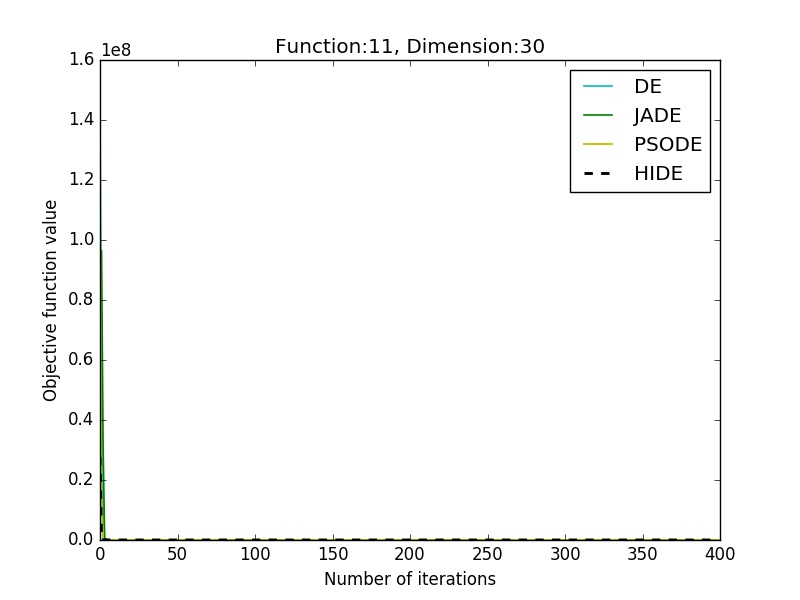 Function:11, Dimension:30
1e8
1.6
1.4
1.2
1.0
0.8
0.6
0.4
0.2
0.0
Objective function value
DE
JADE
PSODE
HIDE
0 50 100 150 200 250 300 350 400
Number of iterations